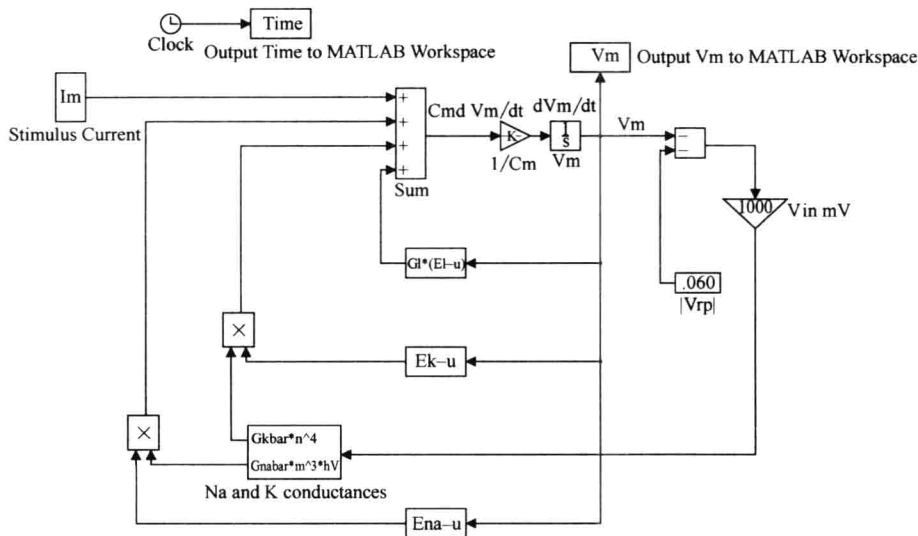 Time
Clock
Output Time to MATLAB Workspace
Vm
Output Vm to MATLAB Workspace
Im
Stimulus Current
+
+
+
+
Sum
Cmd Vm/dt
K-
1/Cm
dVm/dt
1
s
Vm
Vm
−
−
1000
V in mV
.060
|Vrp|
Gl*(El−u)
×
Ek−u
×
Gkbar*n^4
Gnabar*m^3*hV
Na and K conductances
Ena−u